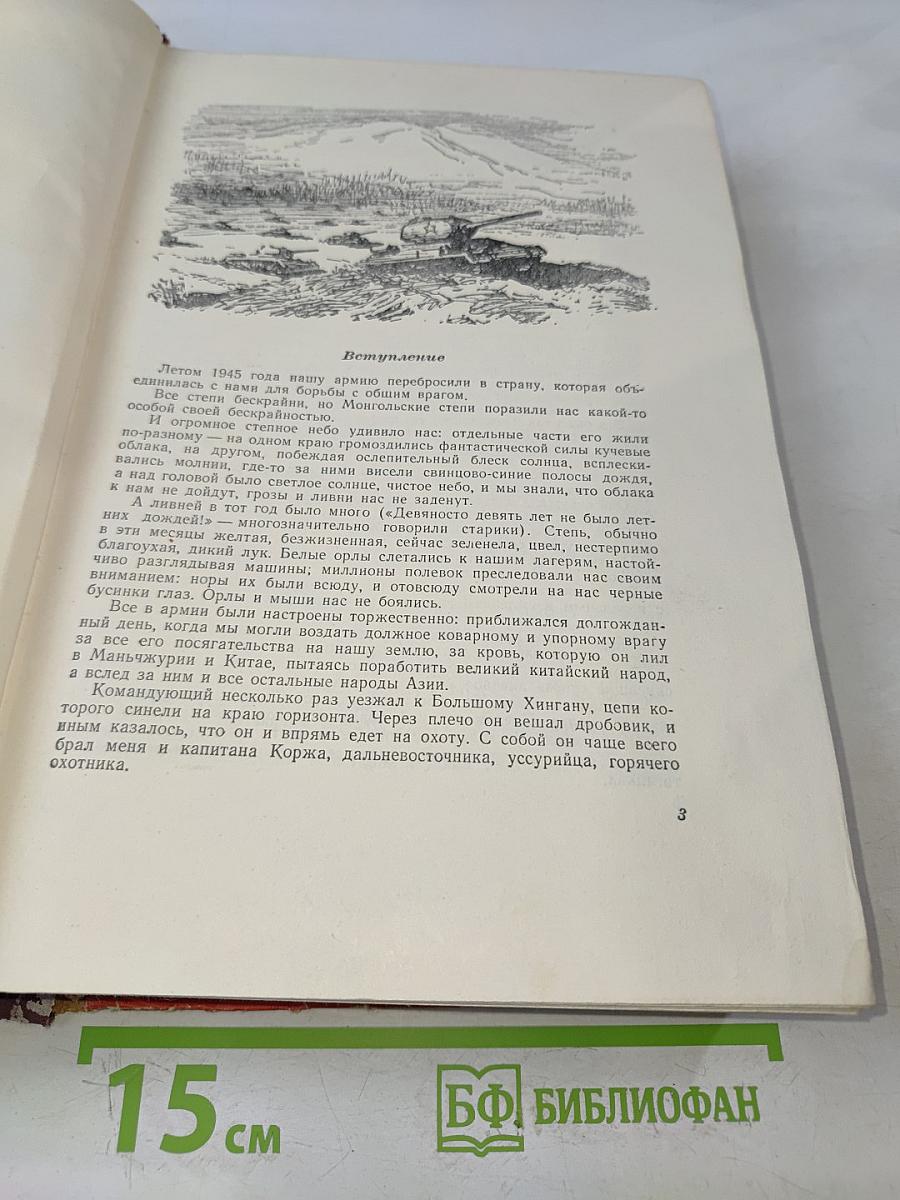 Вступление
Летом 1945 года нашу армию перебросили в страну, которая объ-
единилась с нами для борьбы с общим врагом.
Все степи бескрайни, но Монгольские степи поразили нас какой-то
особой своей бескрайностью.
И огромное степное небо удивило нас: отдельные части его жили
по-разному — на одном краю громоздились фантастической силы кучевые
облака, на другом, побеждая ослепительный блеск солнца, всплески-
вались молнии, где-то за ними висели свинцово-синие полосы дождя,
а над головой было светлое солнце, чистое небо, и мы знали, что облака
к нам не дойдут, грозы и ливни нас не заденут.
А ливней в тот год было много («Девяносто девять лет не было лет-
них дождей!» — многозначительно говорили старики). Степь, обычно
в эти месяцы желтая, безжизненная, сейчас зеленела, цвел, нестерпимо
благоухая, дикий лук. Белые орлы слетались к нашим лагерям, настой-
чиво разглядывая машины; миллионы полевок преследовали нас своим
вниманием: норы их были всюду, и отовсюду смотрели на нас черные
бусинки глаз. Орлы и мыши нас не боялись.
Все в армии были настроены торжественно: приближался долгождан-
ный день, когда мы могли воздать должное коварному и упорному врагу
за все его посягательства на нашу землю, за кровь, которую он лил
в Маньчжурии и Китае, пытаясь поработить великий китайский народ,
а вслед за ним и все остальные народы Азии.
Командующий несколько раз уезжал к Большому Хингану, цепи ко-
торого синели на краю горизонта. Через плечо он вешал дробовик, и
иным казалось, что он и впрямь едет на охоту. С собой он чаще всего
брал меня и капитана Коржа, дальневосточника, уссурийца, горячего
охотника.
3
15 см
БФ БИБЛИОФАН